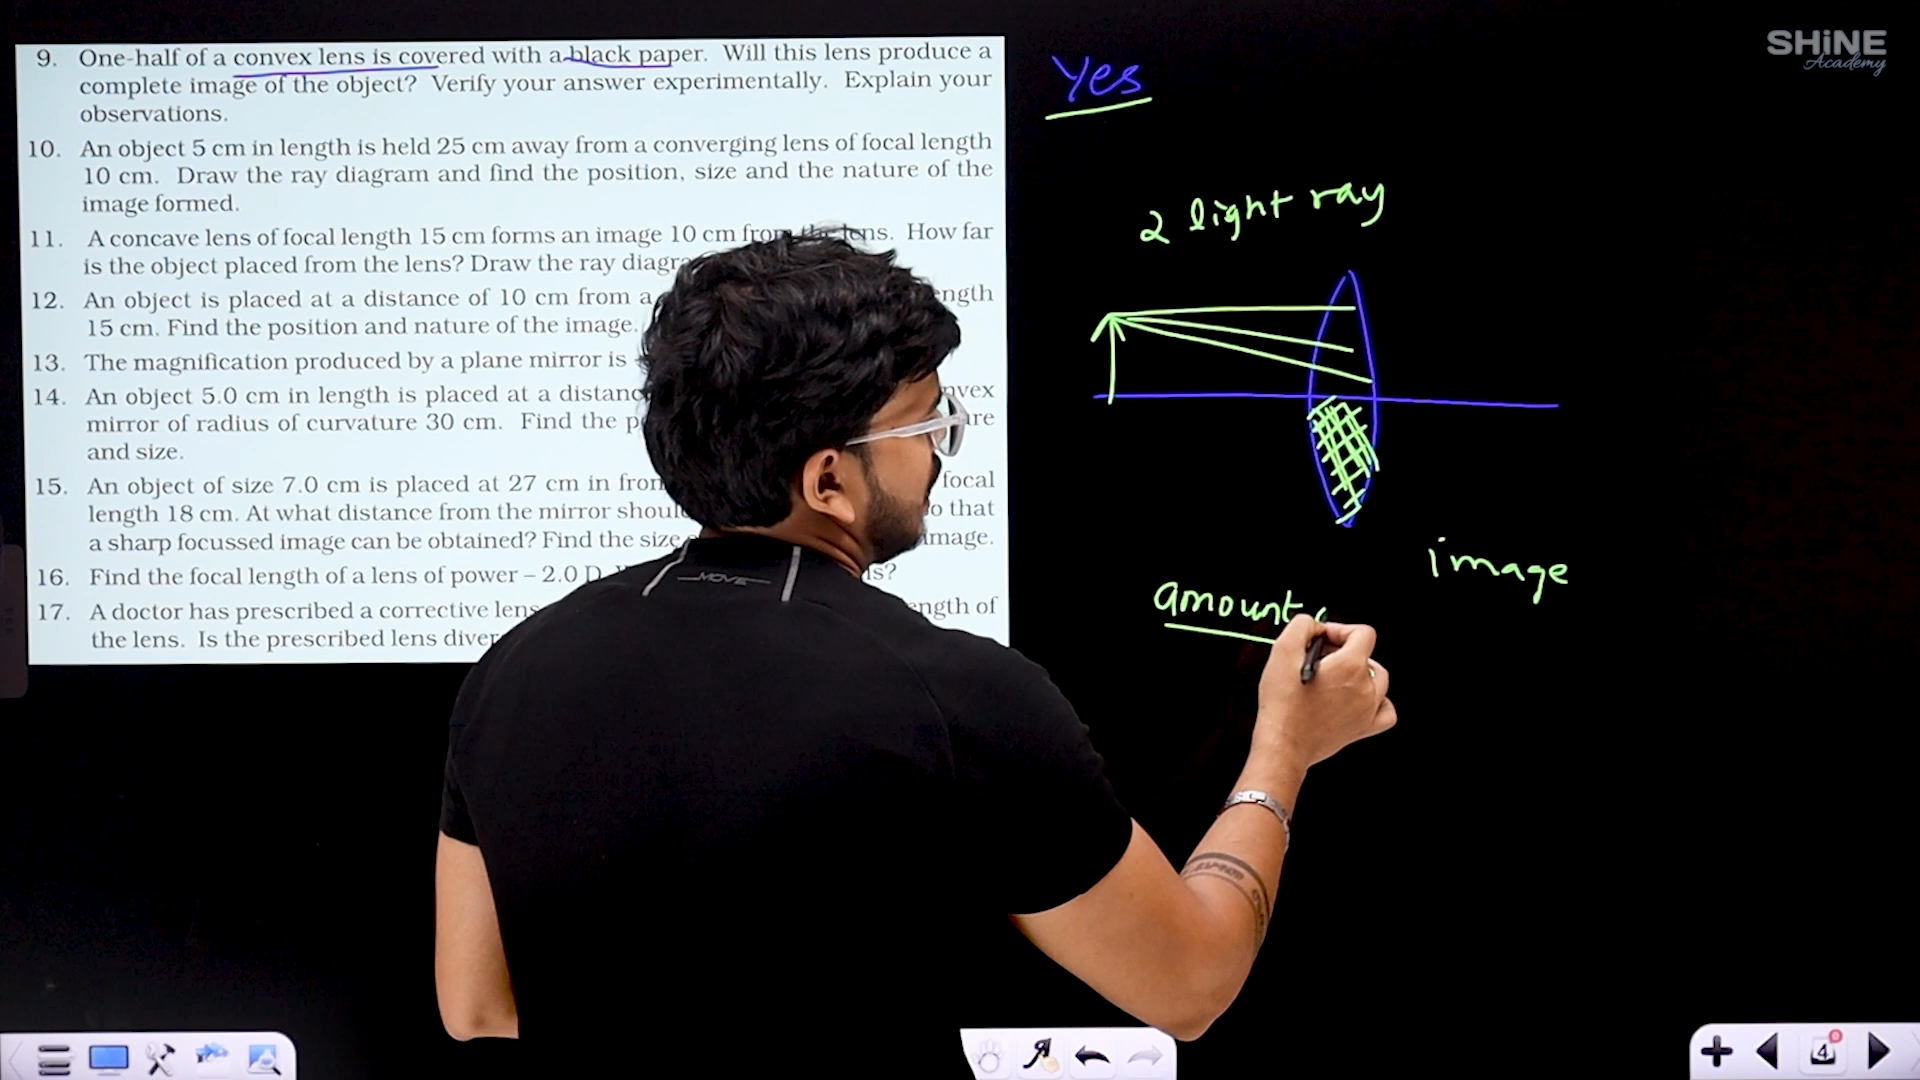 9. One-half of a convex lens is covered with a black paper. Will this lens produce a
complete image of the object? Verify your answer experimentally. Explain your
observations.
10. An object 5 cm in length is held 25 cm away from a converging lens of focal length
10 cm. Draw the ray diagram and find the position, size and the nature of the
image formed.
11. A concave lens of focal length 15 cm forms an image 10 cm from the lens. How far
is the object placed from the lens? Draw the ray
12. An object is placed at a distance of 10 cm from a
15 cm. Find the position and nature of the image.
13. The magnification produced by a plane mirror is
14. An object 5.0 cm in length is placed at a
mirror of radius of curvature 30 cm. Find the
and size.
15. An object of size 7.0 cm is placed at 27 cm in focal
length 18 cm. At what distance from the mirror that
a sharp focussed image can be obtained? Find the size image.
16. Find the focal length of a lens of power – 2.0 D.
17. A doctor has prescribed a corrective of
the lens. Is the prescribed lens
Yes
2 light ray
image
amount
SHiNE
Academy
MOVE
4